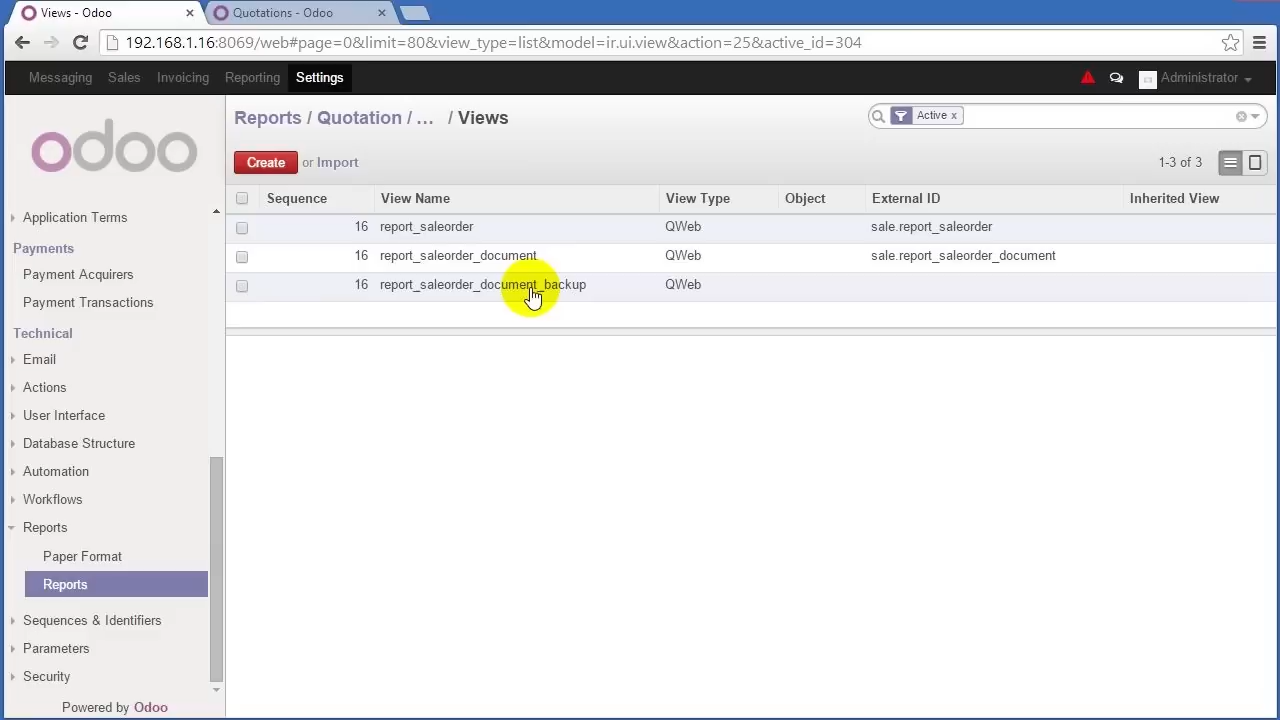 Views - Odoo
Quotations - Odoo
192.168.1.16:8069/web#page=0&limit=80&view_type=list&model=ir.ui.view&action=25&active_id=304
Messaging Sales Invoicing Reporting Settings Administrator
odoo
Application Terms
Payments
Payment Acquirers
Payment Transactions
Technical
Email
Actions
User Interface
Database Structure
Automation
Workflows
Reports
Paper Format
Reports
Sequences & Identifiers
Parameters
Security
Powered by Odoo
Reports / Quotation / ... / Views
Active x
Create or Import
1-3 of 3
Sequence View Name View Type Object External ID Inherited View
16 report_saleorder QWeb sale.report_saleorder
16 report_saleorder_document QWeb sale.report_saleorder_document
16 report_saleorder_document_backup QWeb